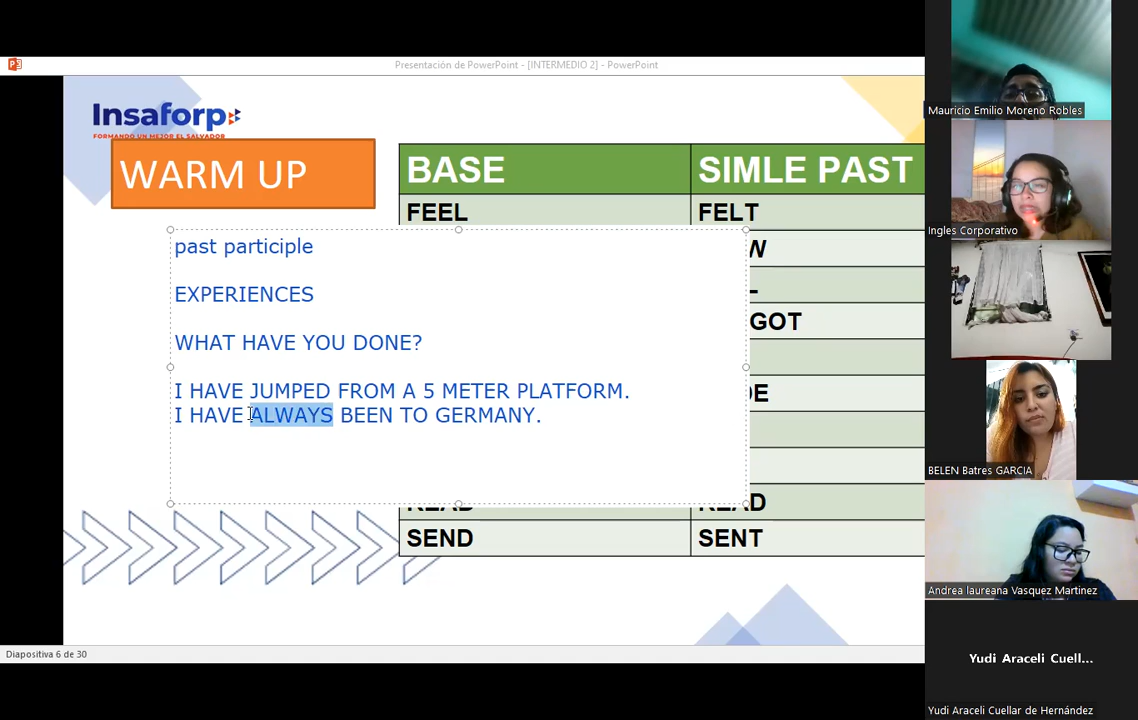 Presentación de PowerPoint - [INTERMEDIO 2] - PowerPoint
Insaforp
FORMANDO UN MEJOR EL SALVADOR
WARM UP
BASE
SIMLE PAST
FEEL
FELT
past participle
W
EXPERIENCES
GOT
WHAT HAVE YOU DONE?
I HAVE JUMPED FROM A 5 METER PLATFORM.
DE
I HAVE ALWAYS BEEN TO GERMANY.
READ
READ
SEND
SENT
Diapositiva 6 de 30
Mauricio Emilio Moreno Robles
Ingles Corporativo
BELEN Batres GARCIA
Andrea laureana Vasquez Martinez
Yudi Araceli Cuell...
Yudi Araceli Cuellar de Hernández